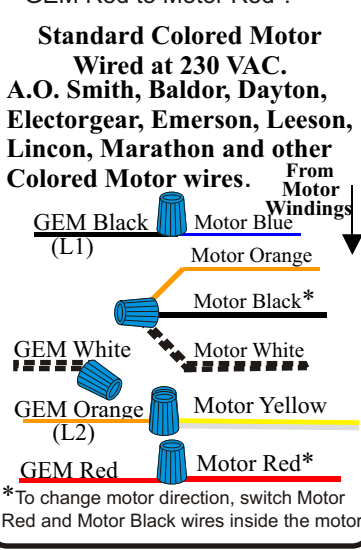 GEM Red to Motor Red*.
Standard Colored Motor
Wired at 230 VAC.
A.O. Smith, Baldor, Dayton,
Electorgear, Emerson, Leeson,
Lincon, Marathon and other
Colored Motor wires.
From
Motor
Windings
GEM Black Motor Blue
(L1)
Motor Orange
Motor Black*
GEM White Motor White
GEM Orange Motor Yellow
(L2)
GEM Red Motor Red*
*To change motor direction, switch Motor
Red and Motor Black wires inside the motor